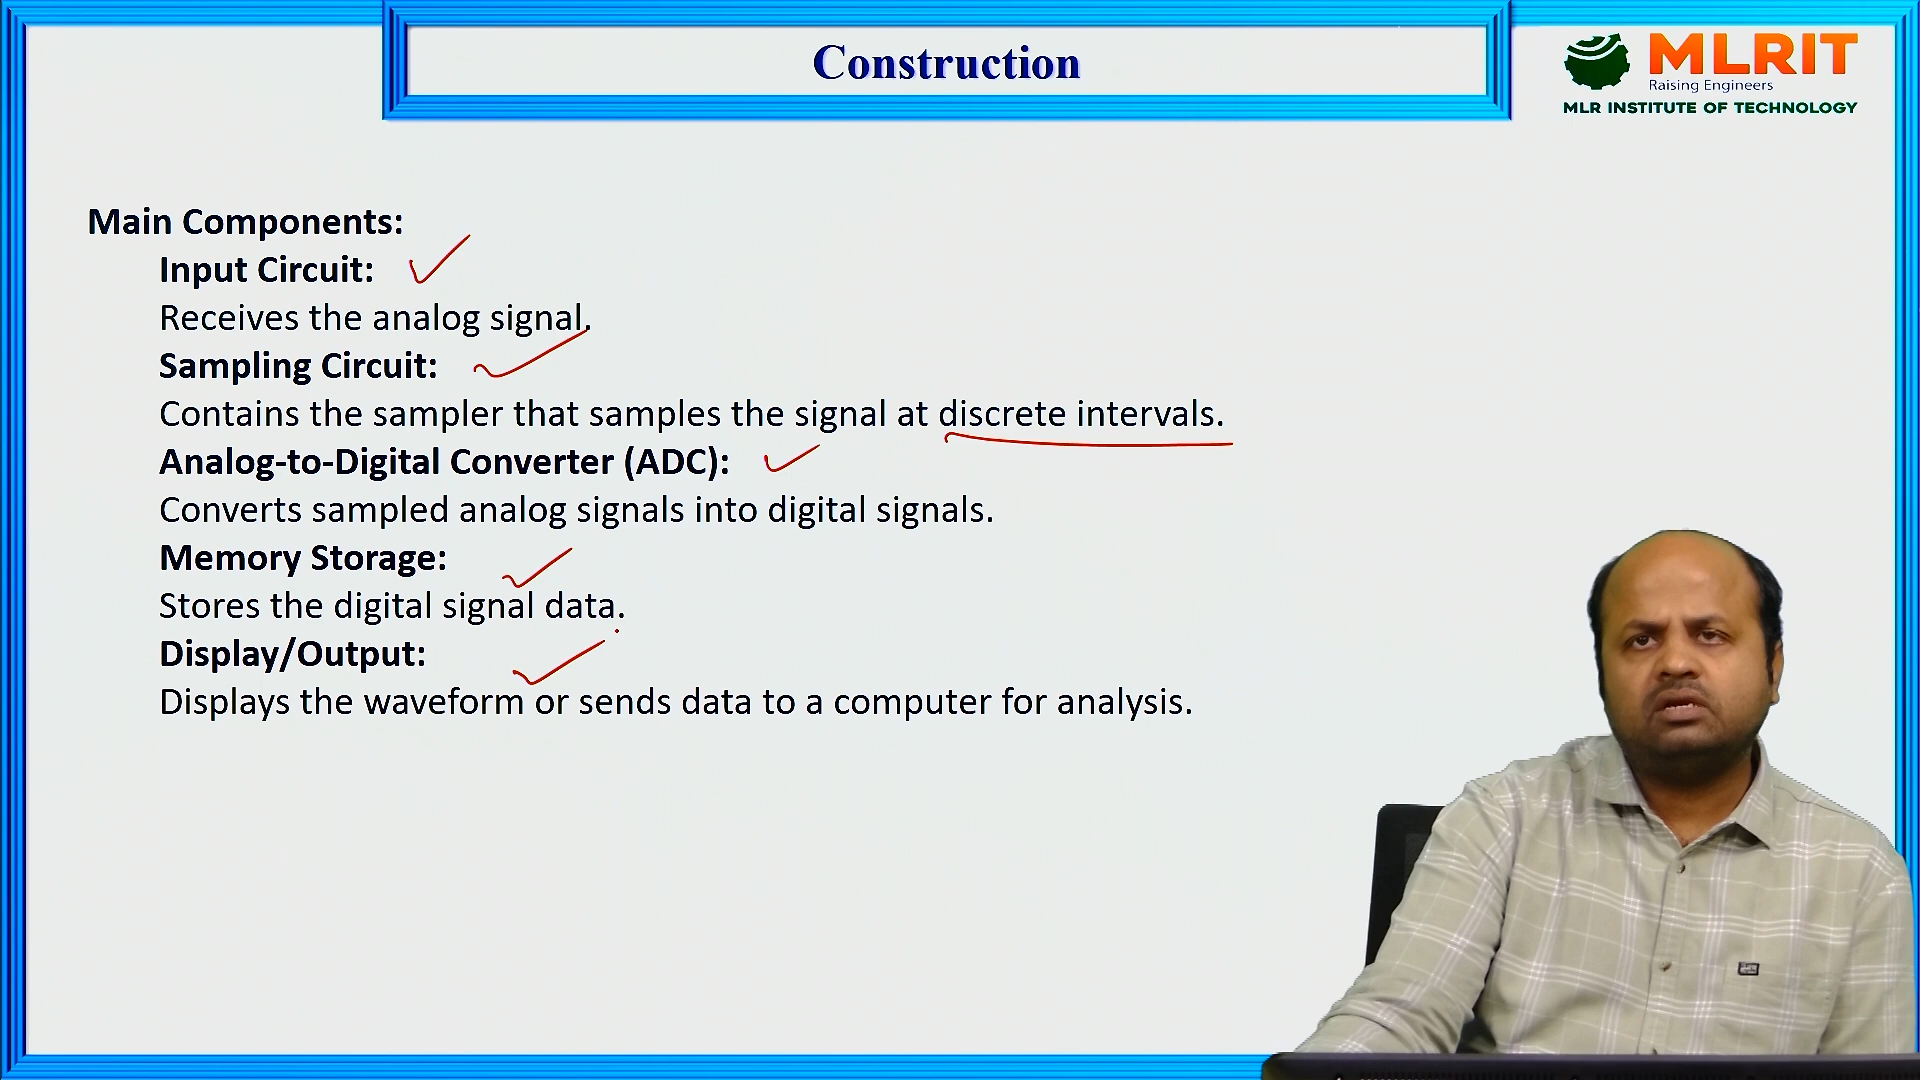 Construction
MLRIT
Raising Engineers
MLR INSTITUTE OF TECHNOLOGY
Main Components:
Input Circuit:
Receives the analog signal.
Sampling Circuit:
Contains the sampler that samples the signal at discrete intervals.
Analog-to-Digital Converter (ADC):
Converts sampled analog signals into digital signals.
Memory Storage:
Stores the digital signal data.
Display/Output:
Displays the waveform or sends data to a computer for analysis.